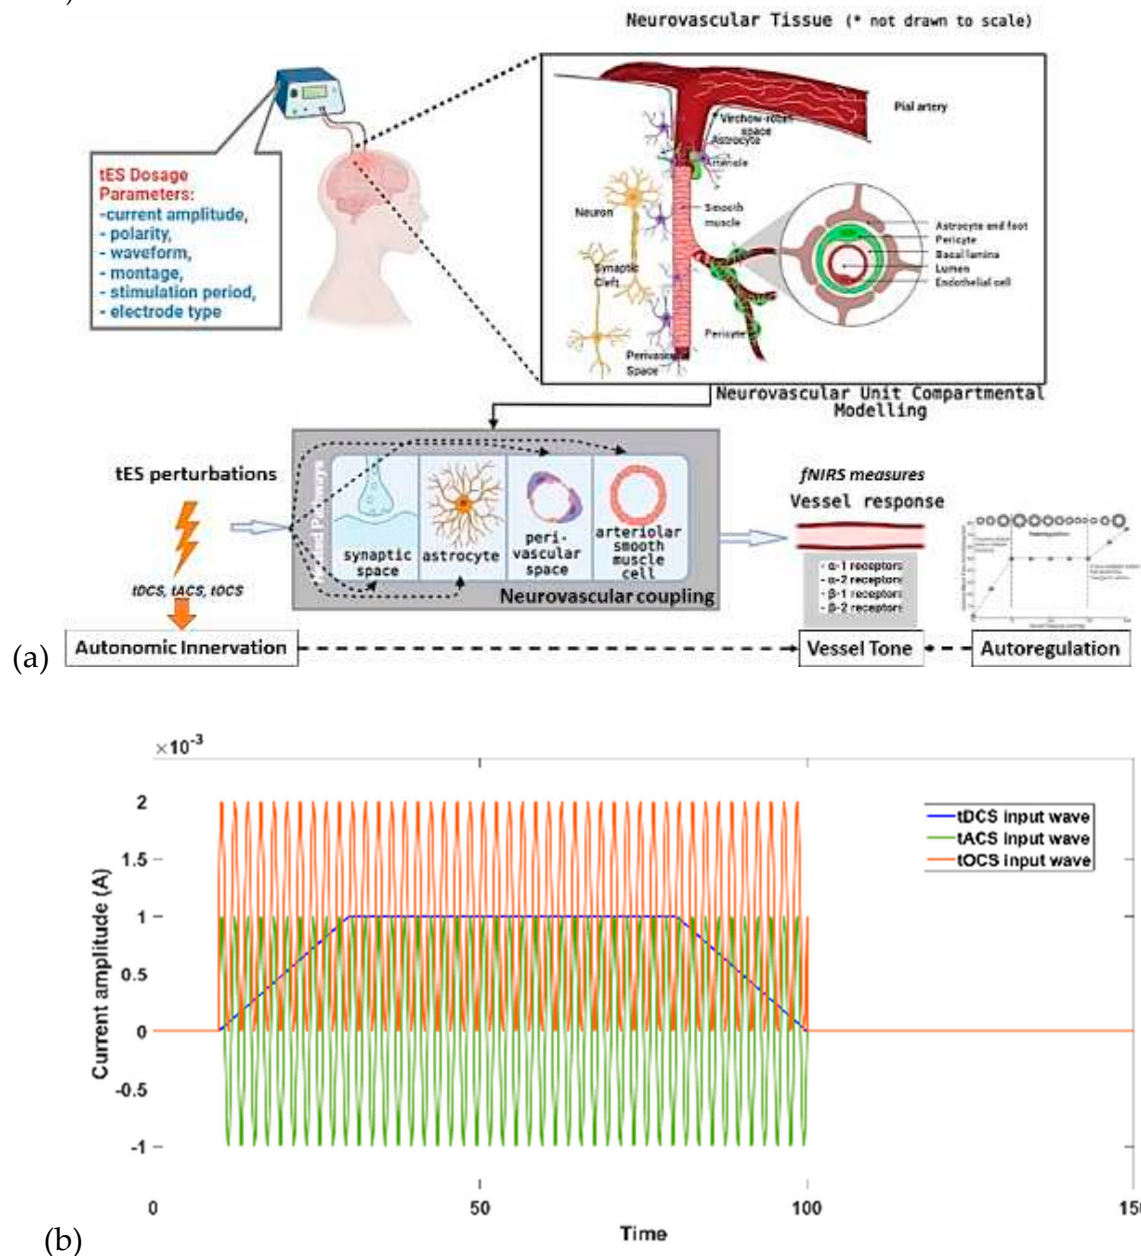 Neurovascular Tissue (* not drawn to scale)
tES Dosage
Parameters:
-current amplitude,
- polarity,
- waveform,
- montage,
- stimulation period,
- electrode type
Pial artery
Virchow-robin
space
Astrocyte
Arteriole
Neuron
Smooth
muscle
Synaptic
Cleft
Pericyte
Space
Astrocyte end foot
Pericyte
Basal lamina
Lumen
Endothelial cell
Neurovascular Unit Compartmental
Modelling
tES perturbations
tDCS, tACS, tOCS
Pathways
synaptic
space
astrocyte
peri-
vascular
space
arteriolar
smooth
muscle
cell
Neurovascular coupling
fNIRS measures
Vessel response
- α-1 receptors
- α-2 receptors
- β-1 receptors
- β-2 receptors
(a)
Autonomic Innervation
Vessel Tone
Autoregulation
×10⁻³
2
1.5
1
0.5
0
-0.5
-1
Current amplitude (A)
tDCS input wave
tACS input wave
tOCS input wave
0
50
100
Time
(b)